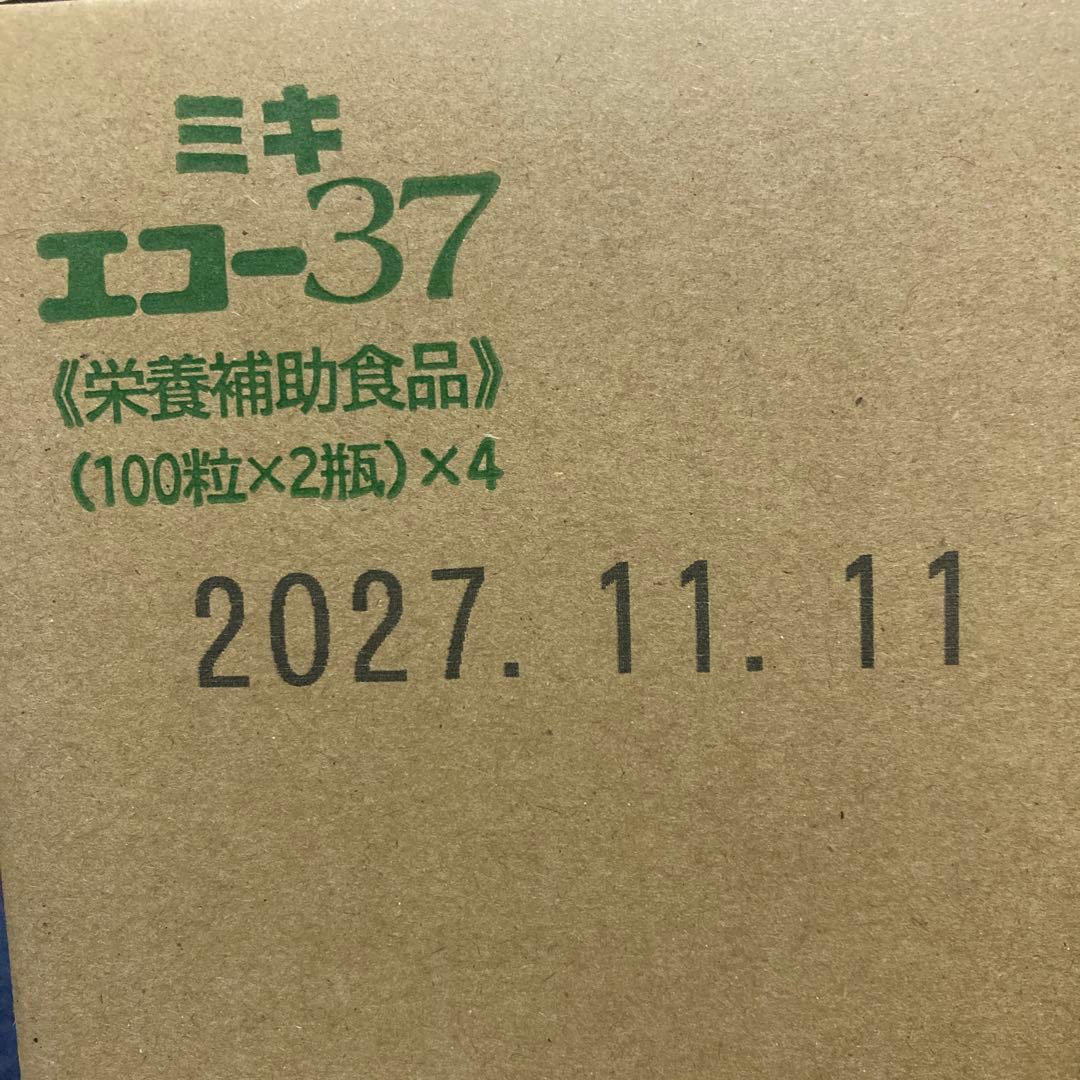 ミキ
エコー37
《栄養補助食品》
(100粒×2瓶)×4
2027. 11. 11